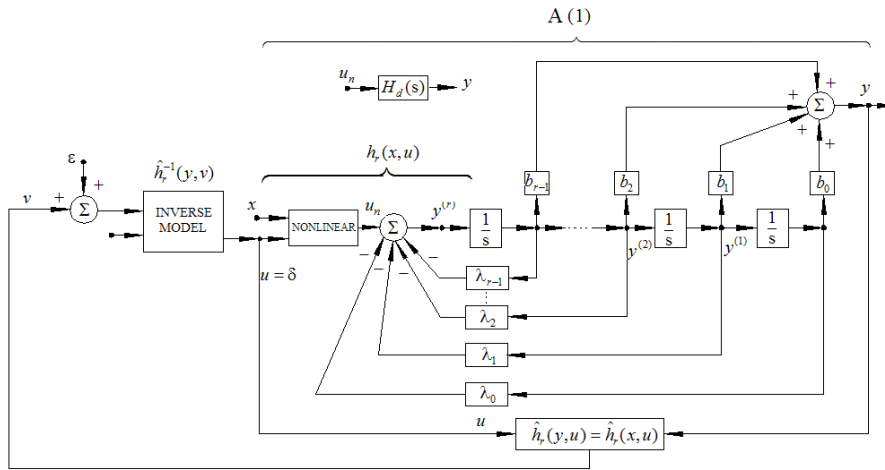 A (1)
u_n
H_d(s)
y
+
y
+
+
Σ
+
ĥ_r^{-1}(y,v)
h_r(x,u)
ε
b_{r-1}
b_2
b_1
b_0
v
+
+
Σ
INVERSE
MODEL
x
NONLINEAR
u_n
Σ
y^{(r)}
1/s
.....
y^{(2)}
1/s
y^{(1)}
1/s
u = δ
−
−
−
−
λ_{r-1}
λ_2
λ_1
λ_0
u
ĥ_r(y,u) = ĥ_r(x,u)